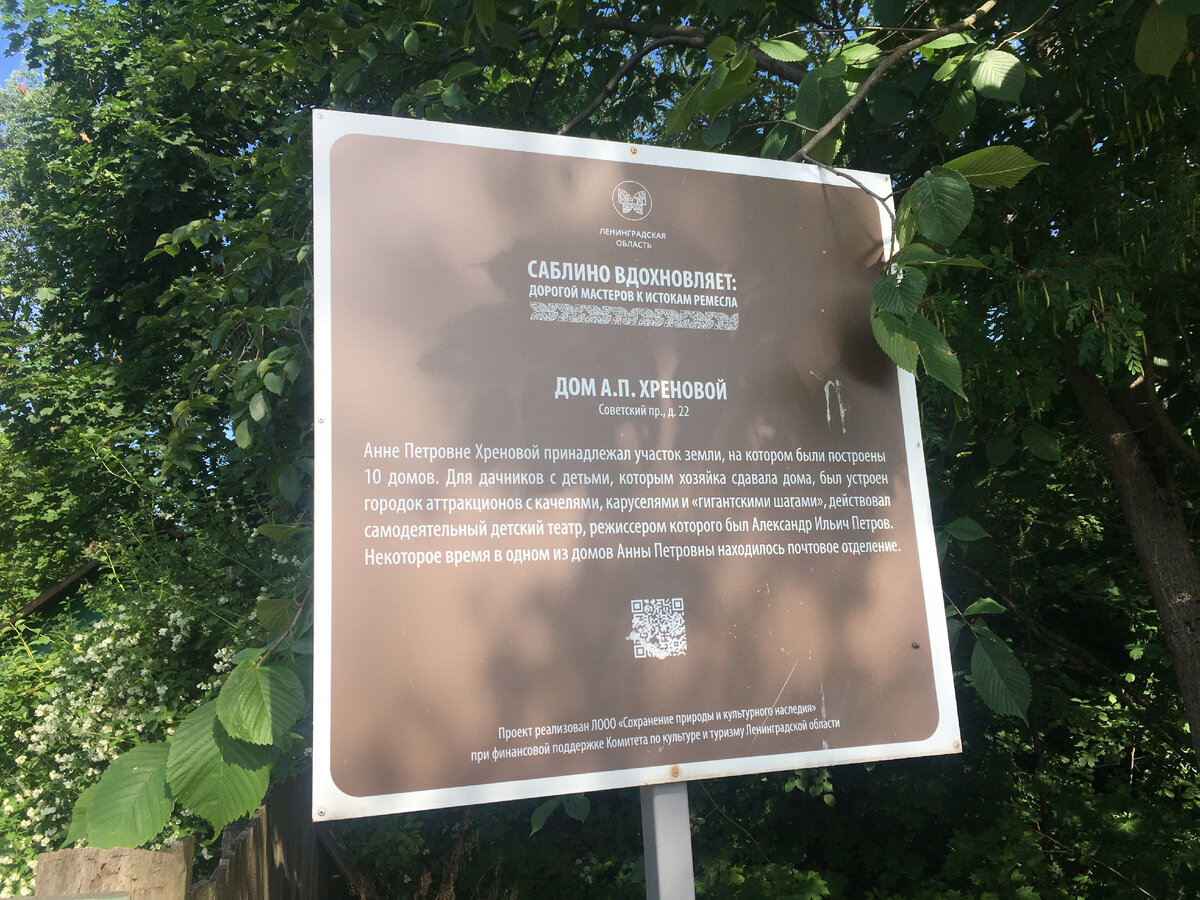 ЛЕНИНГРАДСКАЯ
ОБЛАСТЬ
САБЛИНО ВДОХНОВЛЯЕТ:
ДОРОГОЙ МАСТЕРОВ К ИСТОКАМ РЕМЕСЛА
ДОМ А.П. ХРЕНОВОЙ
Советский пр., д. 22
Анне Петровне Хреновой принадлежал участок земли, на котором были построены
10 домов. Для дачников с детьми, которым хозяйка сдавала дома, был устроен
городок аттракционов с качелями, каруселями и «гигантскими шагами», действовал
самодеятельный детский театр, режиссером которого был Александр Ильич Петров.
Некоторое время в одном из домов Анны Петровны находилось почтовое отделение.
Проект реализован ЛООО «Сохранение природы и культурного наследия»
при финансовой поддержке Комитета по культуре и туризму Ленинградской области